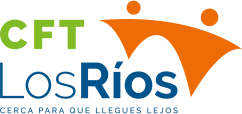 CFT
LosRíos
CERCA PARA QUE LLEGUES LEJOS